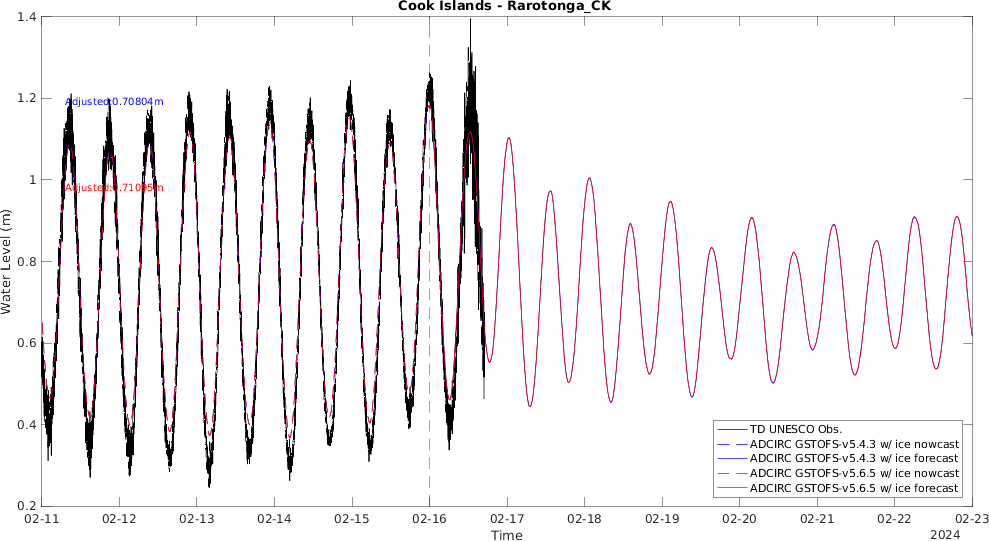 Cook Islands - Rarotonga_CK
1.4
1.2
1
0.8
0.6
0.4
0.2
Water Level (m)
Adjusted:0.70804m
Adjusted:0.71095m
TD UNESCO Obs.
ADCIRC GSTOFS-v5.4.3 w/ ice nowcast
ADCIRC GSTOFS-v5.4.3 w/ ice forecast
ADCIRC GSTOFS-v5.6.5 w/ ice nowcast
ADCIRC GSTOFS-v5.6.5 w/ ice forecast
02-11 02-12 02-13 02-14 02-15 02-16 02-17 02-18 02-19 02-20 02-21 02-22 02-23
Time
2024